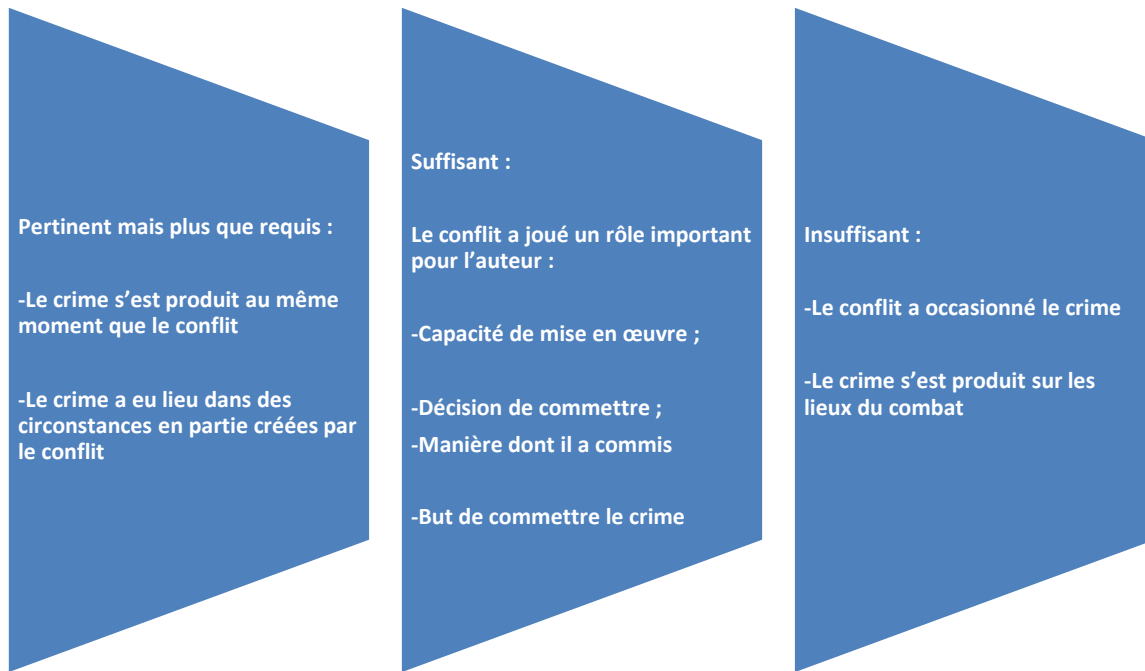 Pertinent mais plus que requis :
-Le crime s’est produit au même
moment que le conflit
-Le crime a eu lieu dans des
circonstances en partie créées par
le conflit
Suffisant :
Le conflit a joué un rôle important
pour l’auteur :
-Capacité de mise en œuvre ;
-Décision de commettre ;
-Manière dont il a commis
-But de commettre le crime
Insuffisant :
-Le conflit a occasionné le crime
-Le crime s’est produit sur les
lieux du combat